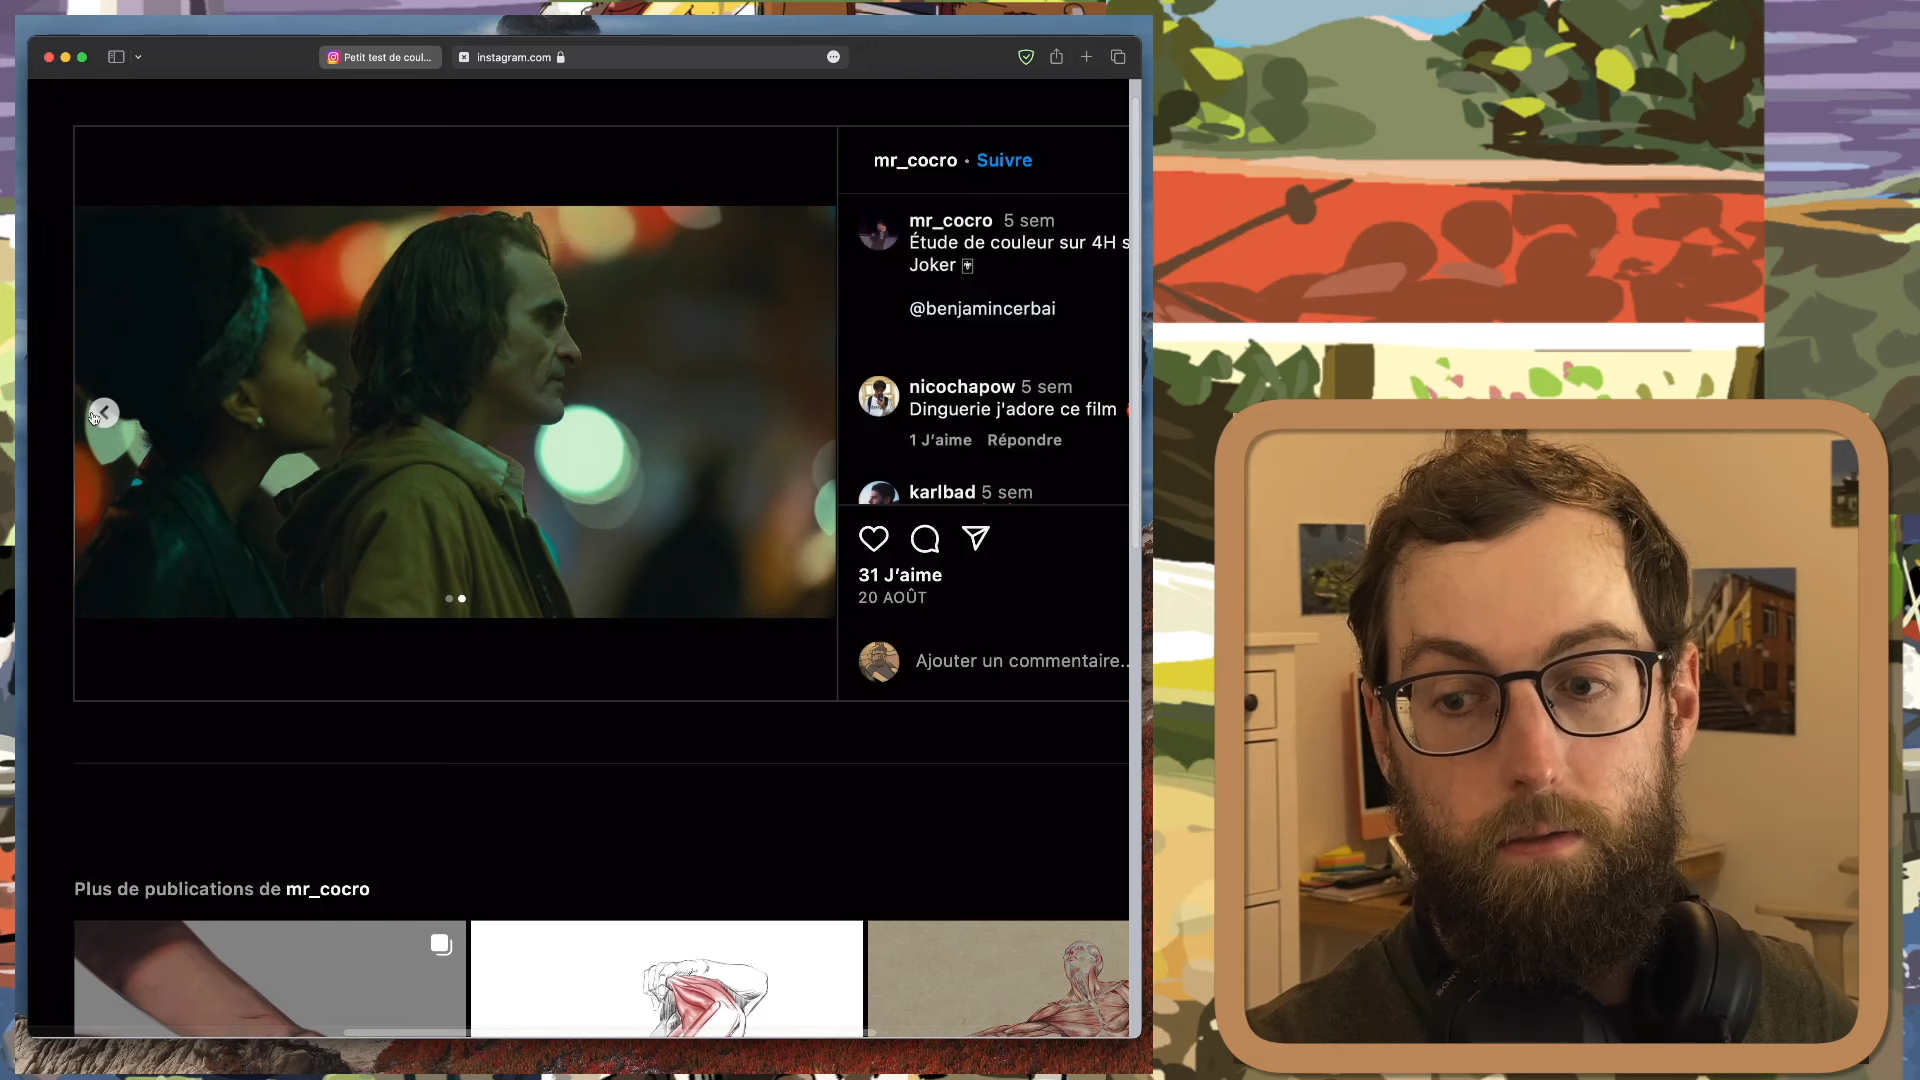 Petit test de coul...
instagram.com
mr_cocro • Suivre
mr_cocro 5 sem
Étude de couleur sur 4H s
Joker
@benjamincerbai
nicochapow 5 sem
Dinguerie j'adore ce film
1 J'aime Répondre
karlbad 5 sem
31 J'aime
20 AOÛT
Ajouter un commentaire...
Plus de publications de mr_cocro
SONY